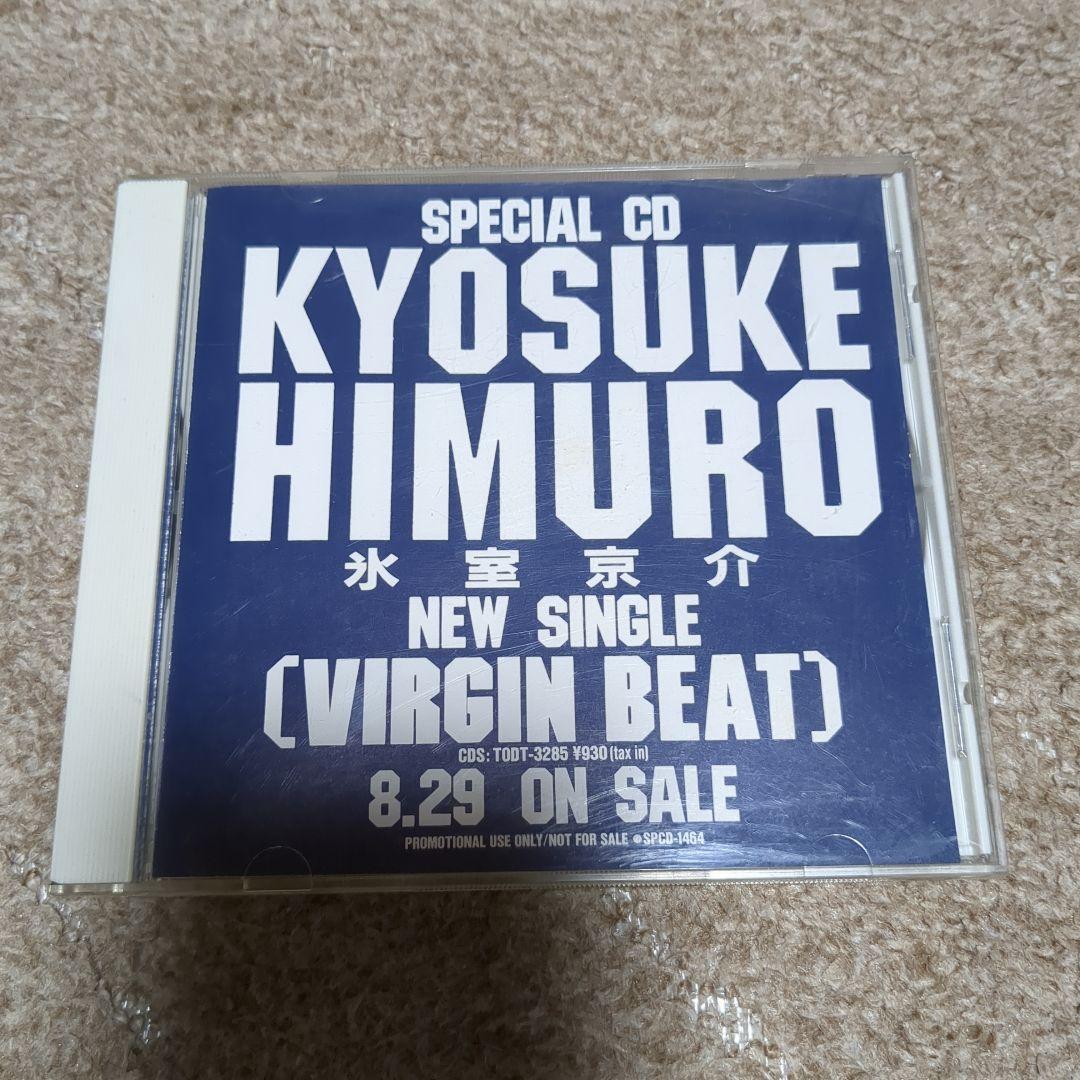 SPECIAL CD
KYOSUKE
HIMURO
氷室京介
NEW SINGLE
〔VIRGIN BEAT〕
CDS: TODT-3285 ¥930 (tax in)
8.29 ON SALE
PROMOTIONAL USE ONLY/NOT FOR SALE ●SPCD-1464